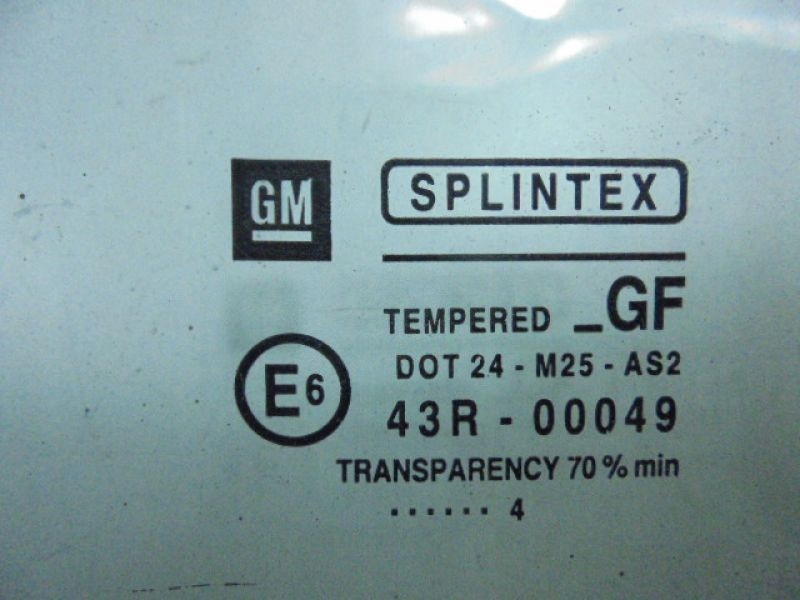 GM
SPLINTEX
TEMPERED _GF
DOT 24 - M25 - AS2
E6
43R - 00049
TRANSPARENCY 70 % min
...... 4